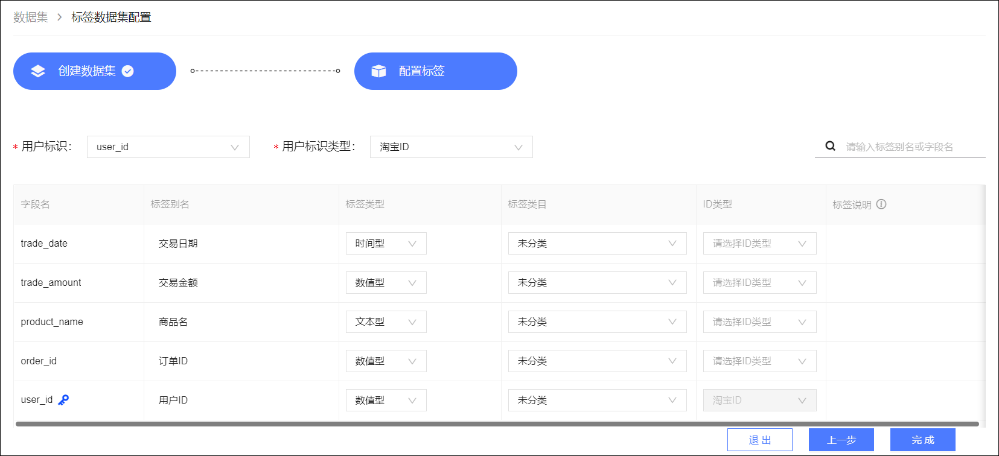 数据集 > 标签数据集配置
创建数据集 配置标签
* 用户标识： user_id * 用户标识类型： 淘宝ID 请输入标签别名或字段名
字段名 标签别名 标签类型 标签类目 ID类型 标签说明
trade_date 交易日期 时间型 未分类 请选择ID类型
trade_amount 交易金额 数值型 未分类 请选择ID类型
product_name 商品名 文本型 未分类 请选择ID类型
order_id 订单ID 数值型 未分类 请选择ID类型
user_id 用户ID 数值型 未分类 淘宝ID
退出 上一步 完成